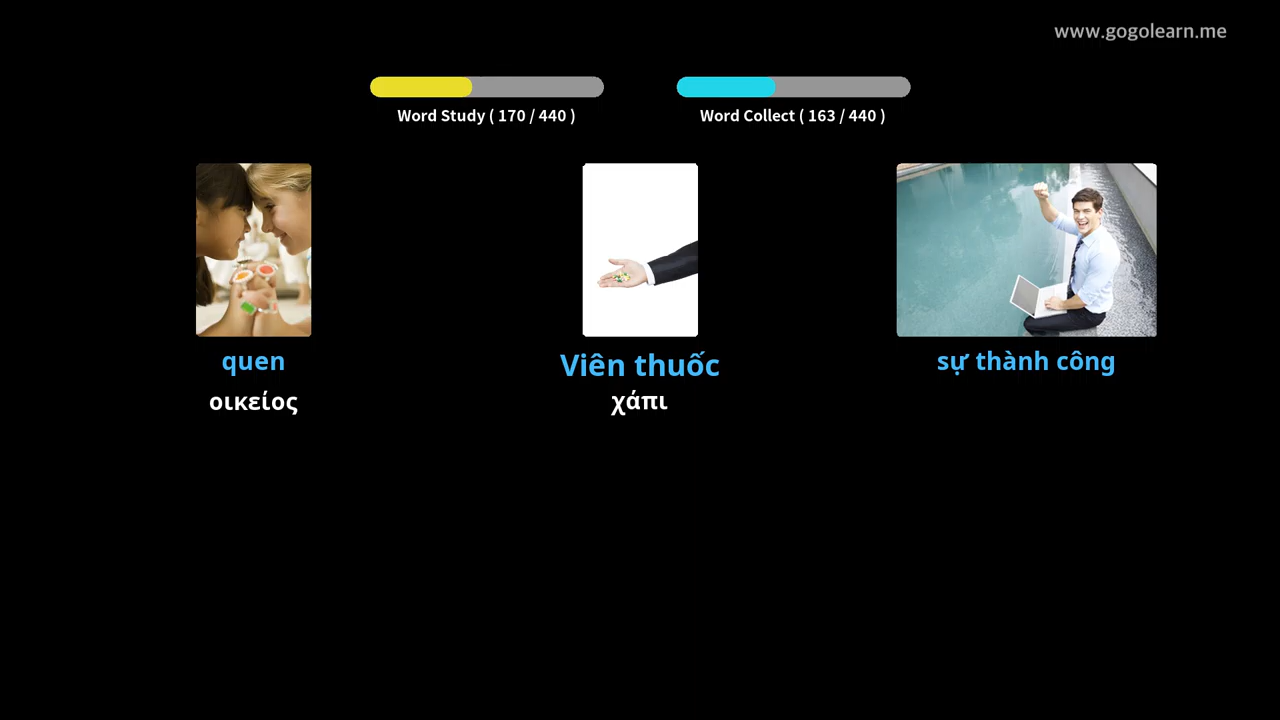 www.gogolearn.me
Word Study ( 170 / 440 )
Word Collect ( 163 / 440 )
quen
οικείος
Viên thuốc
χάπι
sự thành công